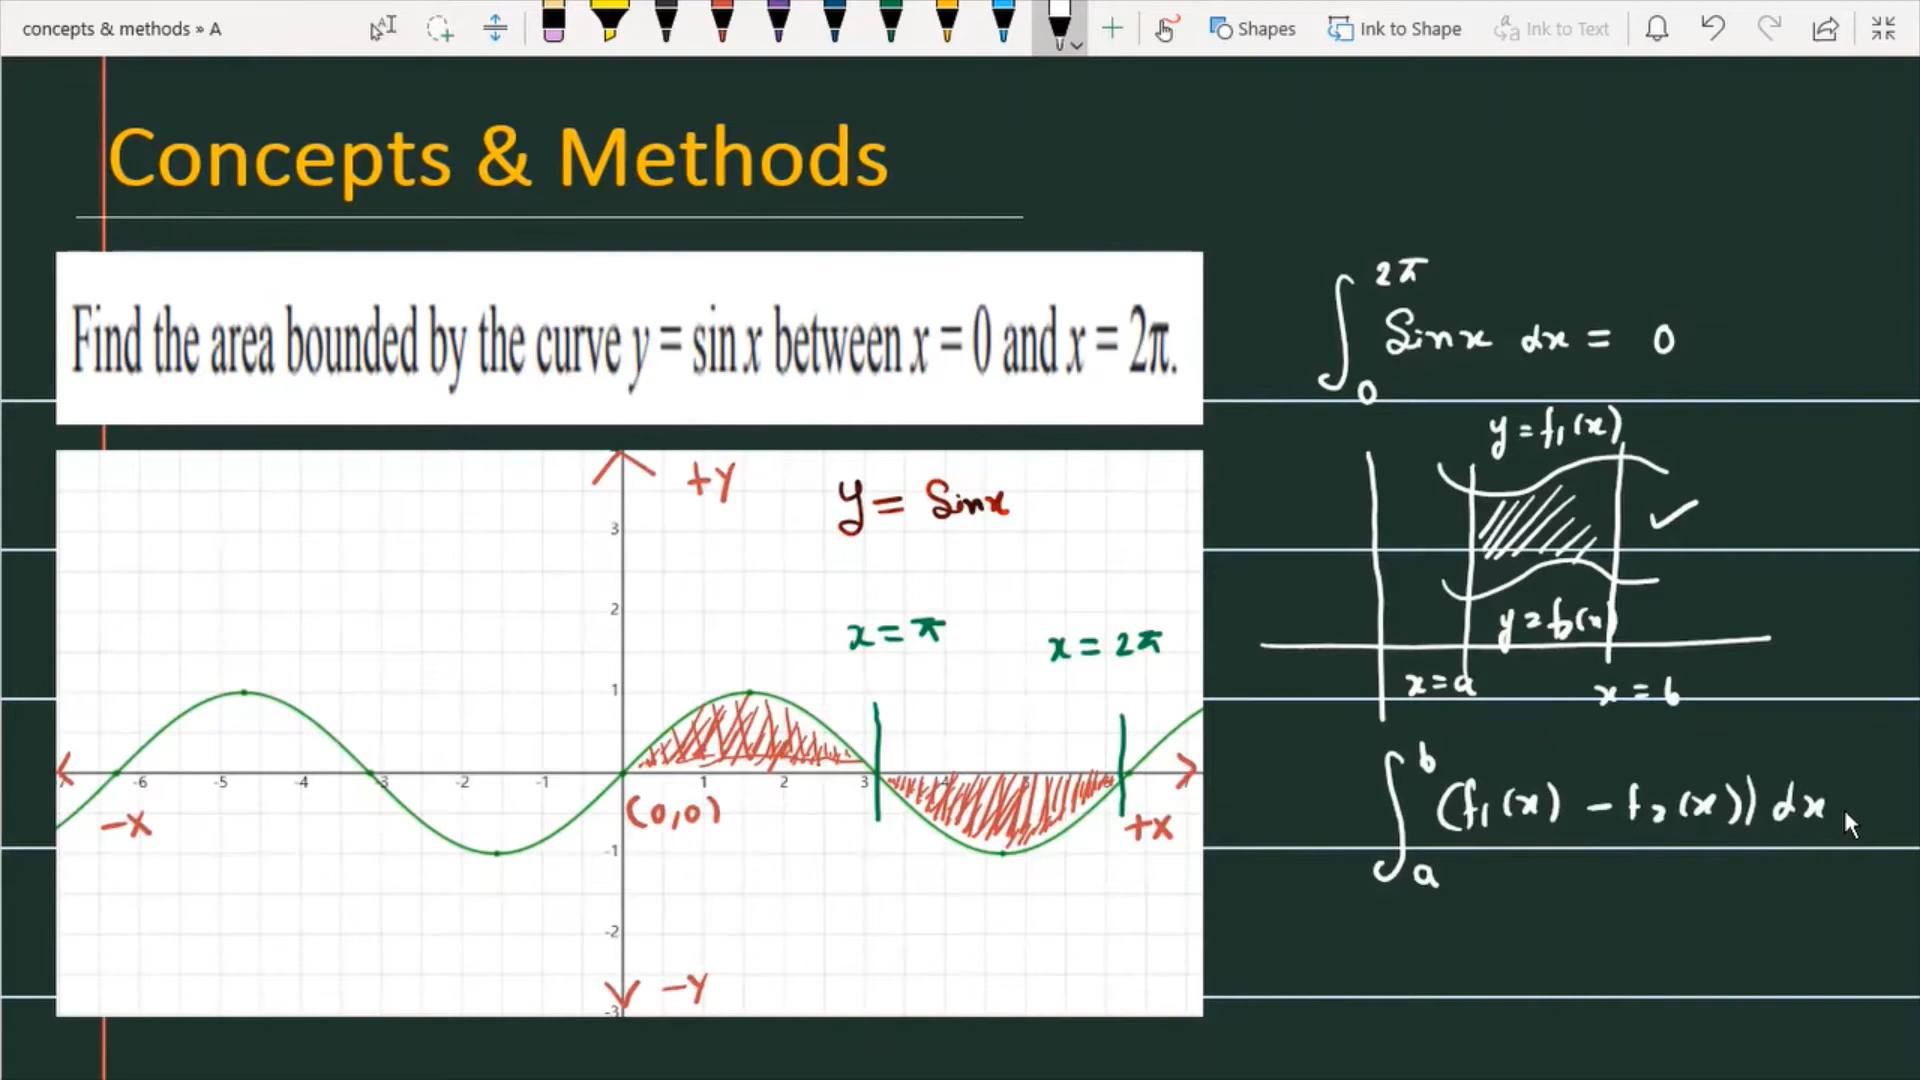 concepts & methods » A
Shapes
Ink to Shape
Ink to Text
Concepts & Methods
Find the area bounded by the curve y = sin x between x = 0 and x = 2π.
+Y
y = Sinx
x = π
x = 2π
3
2
1
-7 -6 -5 -4 -3 -2 -1 1 2 3
-X
(0,0)
+X
-1
-2
-3
-Y
∫₀^2π Sinx dx = 0
y = f₁(x)
x=a
x = b
∫ₐ^b (f₁(x) - f₂(x)) dx